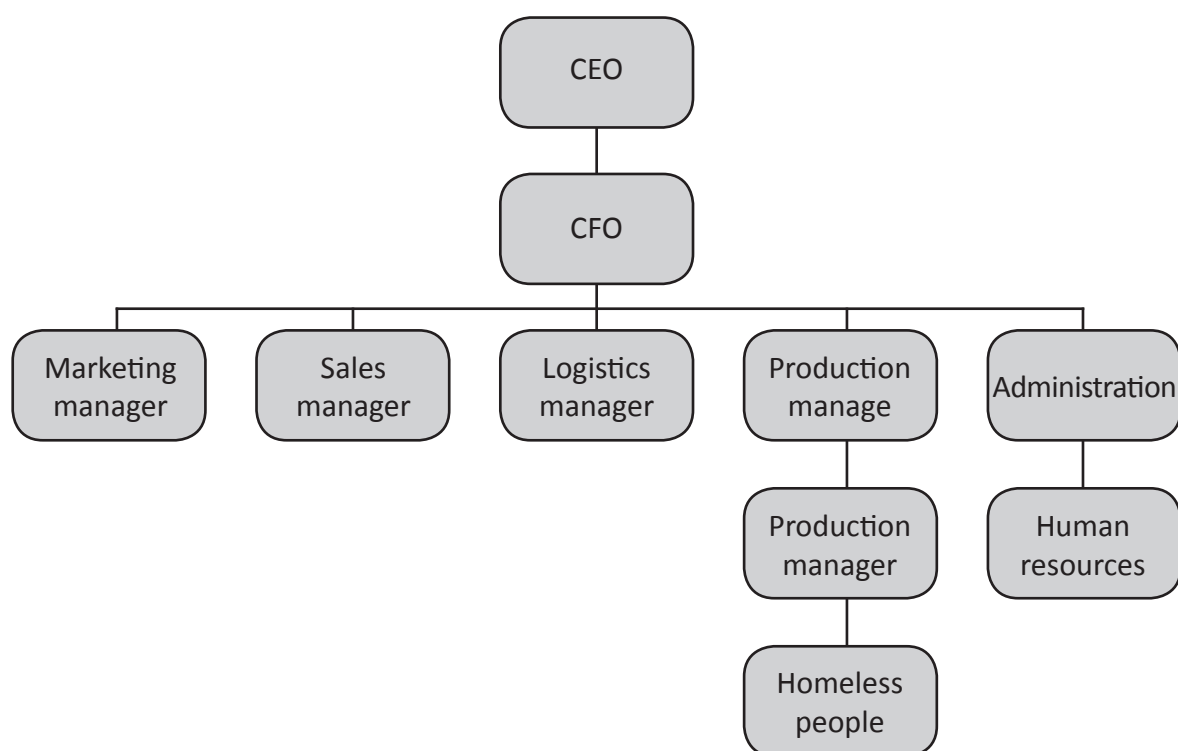 CEO
CFO
Marketing
manager
Sales
manager
Logistics
manager
Production
manage
Administration
Production
manager
Human
resources
Homeless
people